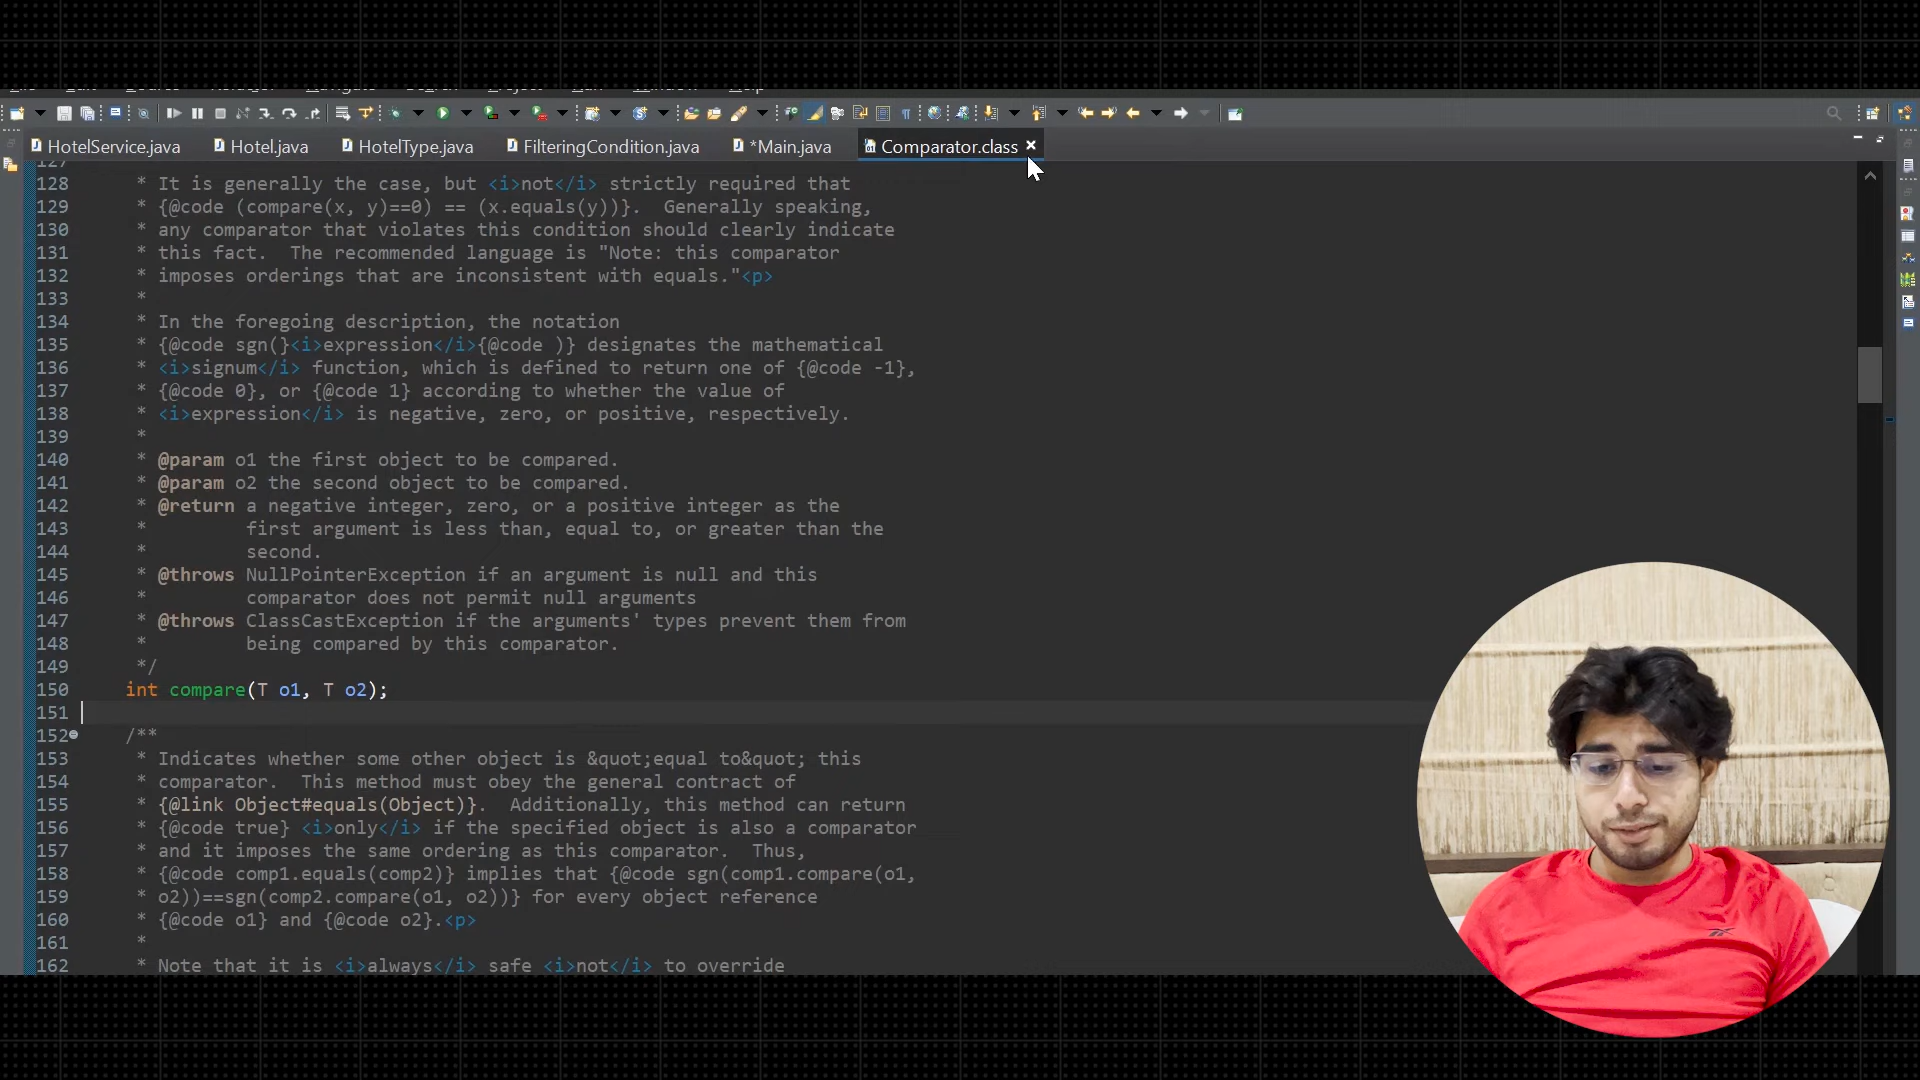 HotelService.java Hotel.java HotelType.java FilteringCondition.java *Main.java Comparator.class
127
128 * It is generally the case, but <i>not</i> strictly required that
129 * {@code (compare(x, y)==0) == (x.equals(y))}. Generally speaking,
130 * any comparator that violates this condition should clearly indicate
131 * this fact. The recommended language is "Note: this comparator
132 * imposes orderings that are inconsistent with equals."<p>
133 *
134 * In the foregoing description, the notation
135 * {@code sgn(}<i>expression</i>{@code )} designates the mathematical
136 * <i>signum</i> function, which is defined to return one of {@code -1},
137 * {@code 0}, or {@code 1} according to whether the value of
138 * <i>expression</i> is negative, zero, or positive, respectively.
139 *
140 * @param o1 the first object to be compared.
141 * @param o2 the second object to be compared.
142 * @return a negative integer, zero, or a positive integer as the
143 * first argument is less than, equal to, or greater than the
144 * second.
145 * @throws NullPointerException if an argument is null and this
146 * comparator does not permit null arguments
147 * @throws ClassCastException if the arguments' types prevent them from
148 * being compared by this comparator.
149 */
150 int compare(T o1, T o2);
151
152 /**
153 * Indicates whether some other object is &quot;equal to&quot; this
154 * comparator. This method must obey the general contract of
155 * {@link Object#equals(Object)}. Additionally, this method can return
156 * {@code true} <i>only</i> if the specified object is also a comparator
157 * and it imposes the same ordering as this comparator. Thus,
158 * {@code comp1.equals(comp2)} implies that {@code sgn(comp1.compare(o1,
159 * o2))==sgn(comp2.compare(o1, o2))} for every object reference
160 * {@code o1} and {@code o2}.<p>
161 *
162 * Note that it is <i>always</i> safe <i>not</i> to override